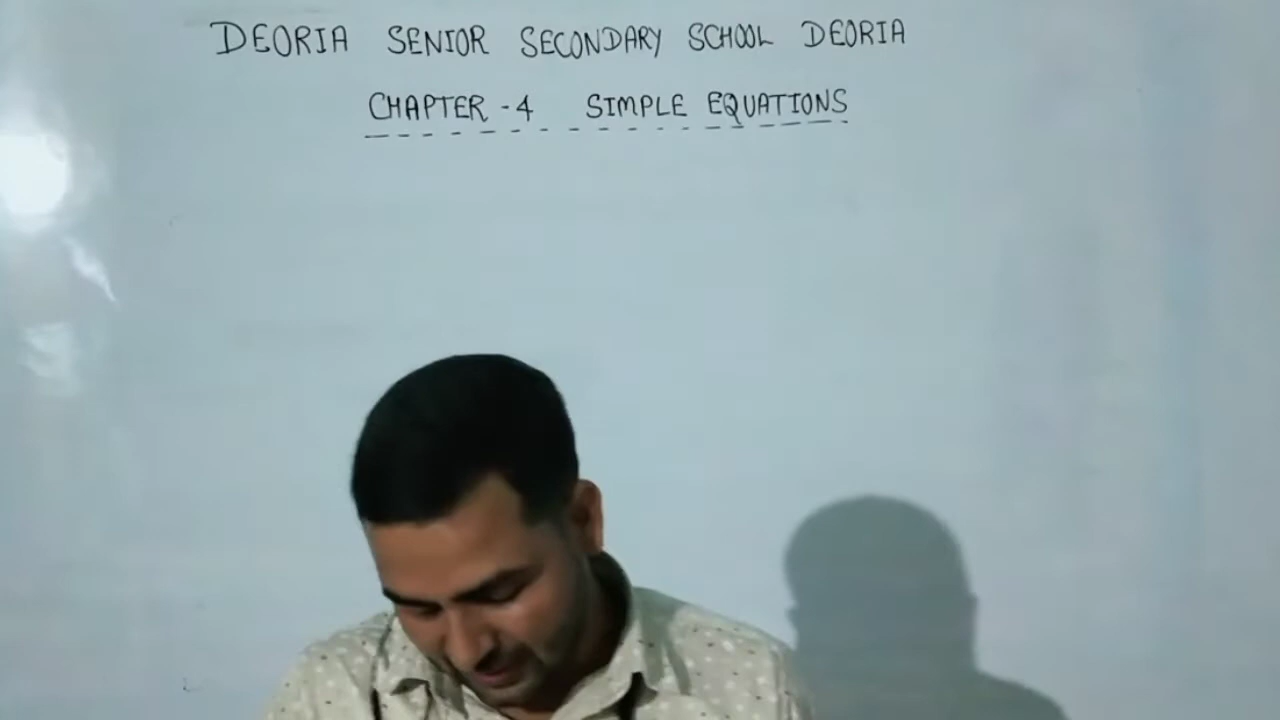 DEORIA SENIOR SECONDARY SCHOOL DEORIA
CHAPTER - 4 SIMPLE EQUATIONS